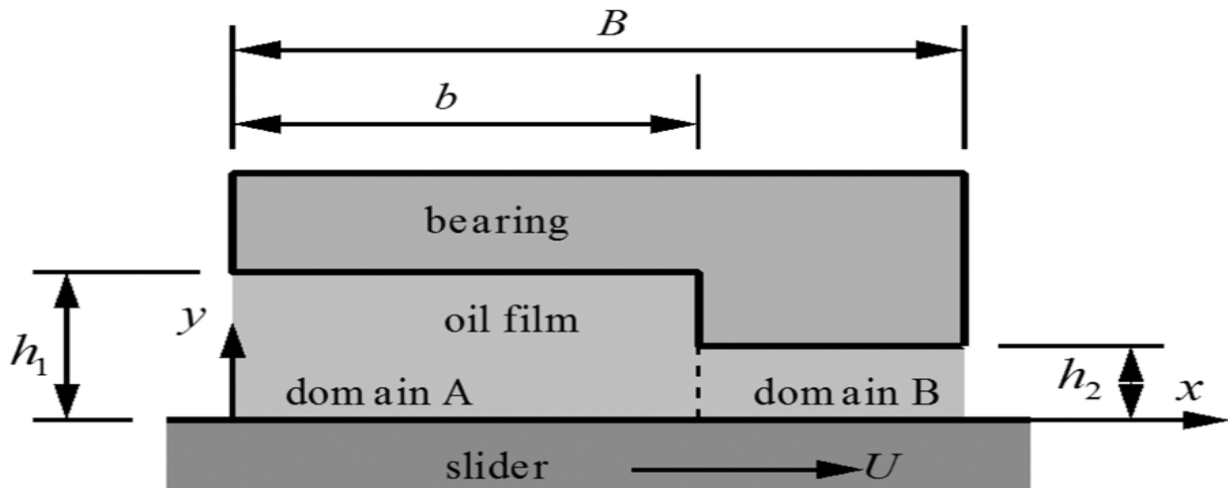 B
b
bearing
y
oil film
h₁
domain A
domain B
h₂
x
slider
U